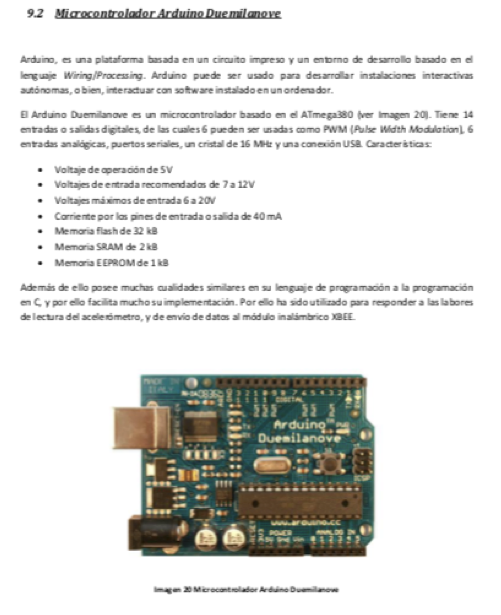 9.2 Microcontrolador Arduino Duemilanove
Arduino, es una plataforma basada en un circuito impreso y un entorno de desarrollo basado en el
lenguaje Wiring/Processing. Arduino puede ser usado para desarrollar instalaciones interactivas
autónomas, o bien, interactuar con software instalado en un ordenador.
El Arduino Duemilanove es un microcontrolador basado en el ATmega380 (ver Imagen 20). Tiene 14
entradas o salidas digitales, de las cuales 6 pueden ser usadas como PWM (Pulse Width Modulation), 6
entradas analógicas, puertos seriales, un cristal de 16 MHz y una conexión USB. Características:
• Voltaje de operación de 5V
• Voltajes de entrada recomendados de 7 a 12V
• Voltajes máximos de entrada 6 a 20V
• Corriente por los pines de entrada o salida de 40 mA
• Memoria flash de 32 kB
• Memoria SRAM de 2 kB
• Memoria EEPROM de 1 kB
Además de ello posee muchas cualidades similares en su lenguaje de programación a la programación
en C, y por ello facilita mucho su implementación. Por ello ha sido utilizado para responder a las labores
de lectura del acelerómetro, y de envío de datos al módulo inalámbrico XBEE.
MADE IN
ITALY
DIGITAL
Arduino
Duemilanove
www.arduino.cc
POWER
ANALOG IN
Imagen 20 Microcontrolador Arduino Duemilanove